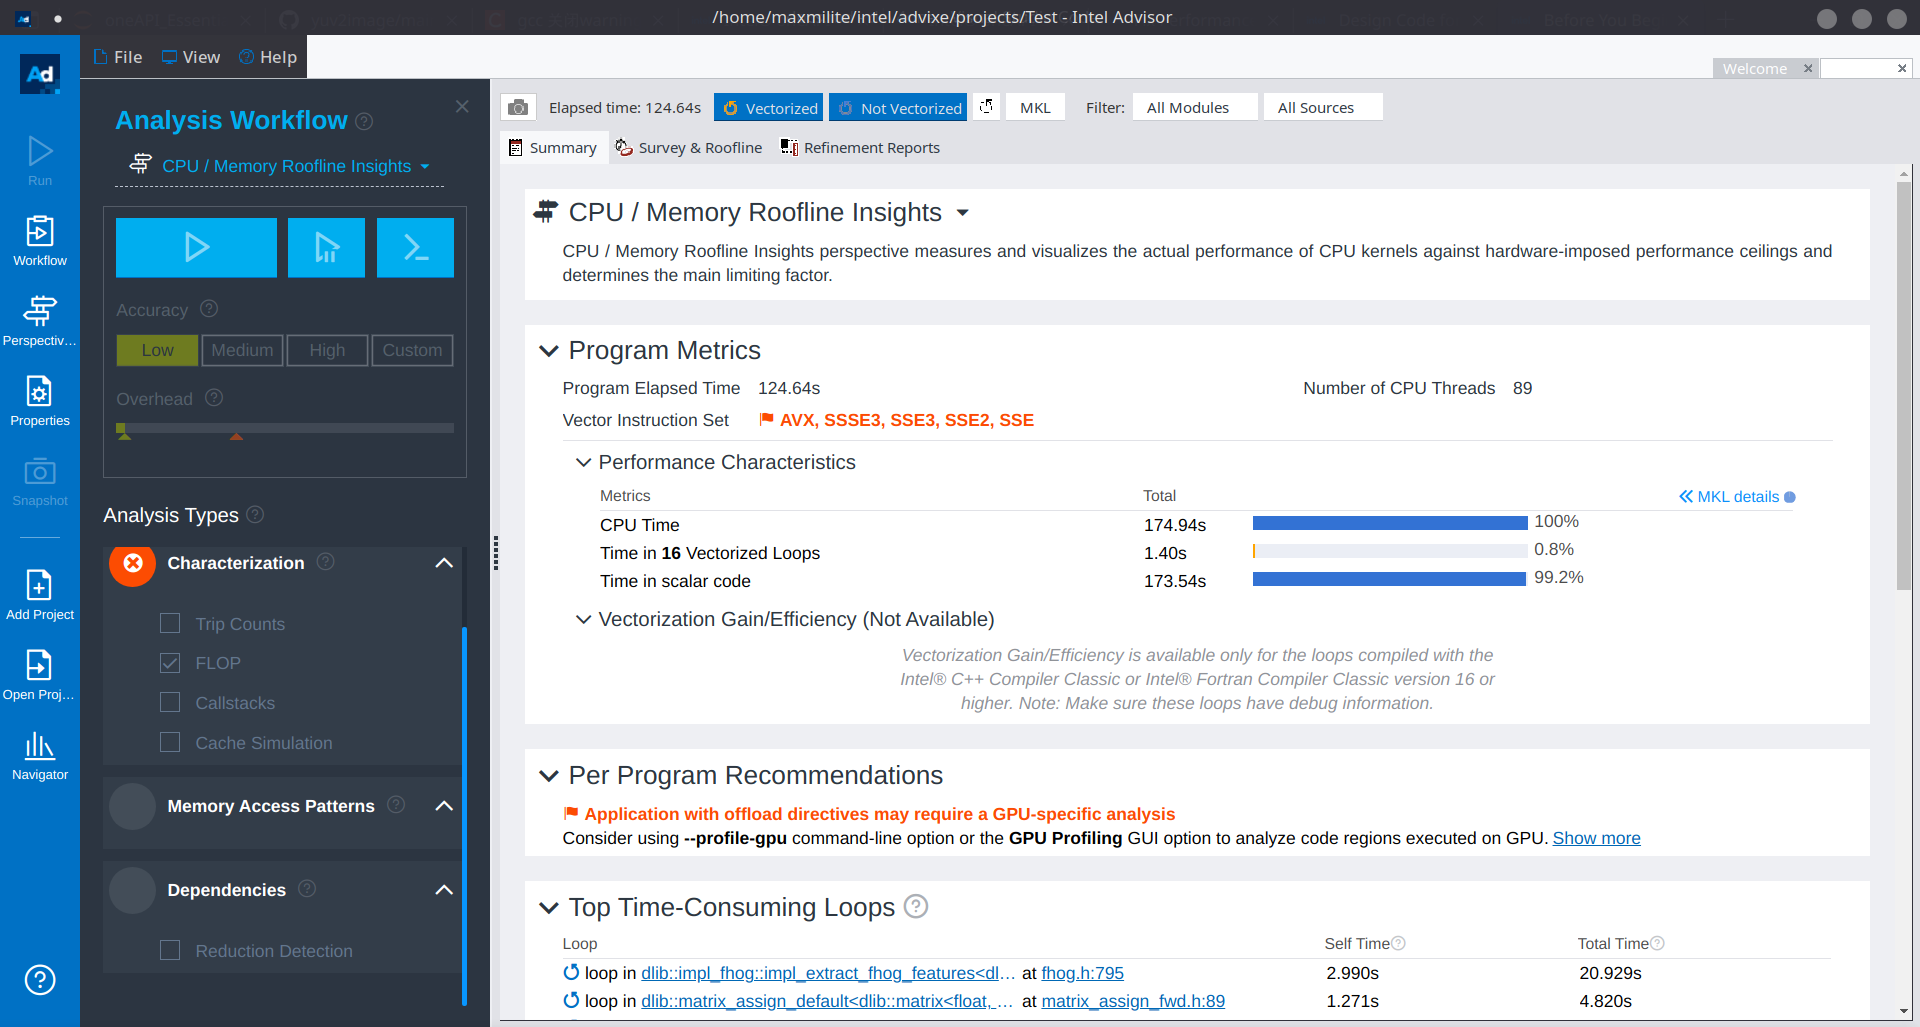 /home/maxmilite/intel/advixe/projects/Test - Intel Advisor
Ad
File
View
Help
Welcome
Analysis Workflow
CPU / Memory Roofline Insights
Run
Workflow
Perspectiv...
Properties
Snapshot
Add Project
Open Proj...
Navigator
Accuracy
Low
Medium
High
Custom
Overhead
Analysis Types
Characterization
Trip Counts
FLOP
Callstacks
Cache Simulation
Memory Access Patterns
Dependencies
Reduction Detection
Elapsed time: 124.64s
Vectorized
Not Vectorized
MKL
Filter:
All Modules
All Sources
Summary
Survey & Roofline
Refinement Reports
CPU / Memory Roofline Insights
CPU / Memory Roofline Insights perspective measures and visualizes the actual performance of CPU kernels against hardware-imposed performance ceilings and
determines the main limiting factor.
Program Metrics
Program Elapsed Time 124.64s
Number of CPU Threads 89
Vector Instruction Set AVX, SSSE3, SSE3, SSE2, SSE
Performance Characteristics
Metrics Total
MKL details
CPU Time 174.94s 100%
Time in 16 Vectorized Loops 1.40s 0.8%
Time in scalar code 173.54s 99.2%
Vectorization Gain/Efficiency (Not Available)
Vectorization Gain/Efficiency is available only for the loops compiled with the
Intel® C++ Compiler Classic or Intel® Fortran Compiler Classic version 16 or
higher. Note: Make sure these loops have debug information.
Per Program Recommendations
Application with offload directives may require a GPU-specific analysis
Consider using --profile-gpu command-line option or the GPU Profiling GUI option to analyze code regions executed on GPU. Show more
Top Time-Consuming Loops
Loop Self Time Total Time
loop in dlib::impl_fhog::impl_extract_fhog_features<dl... at fhog.h:795 2.990s 20.929s
loop in dlib::matrix_assign_default<dlib::matrix<float, ... at matrix_assign_fwd.h:89 1.271s 4.820s